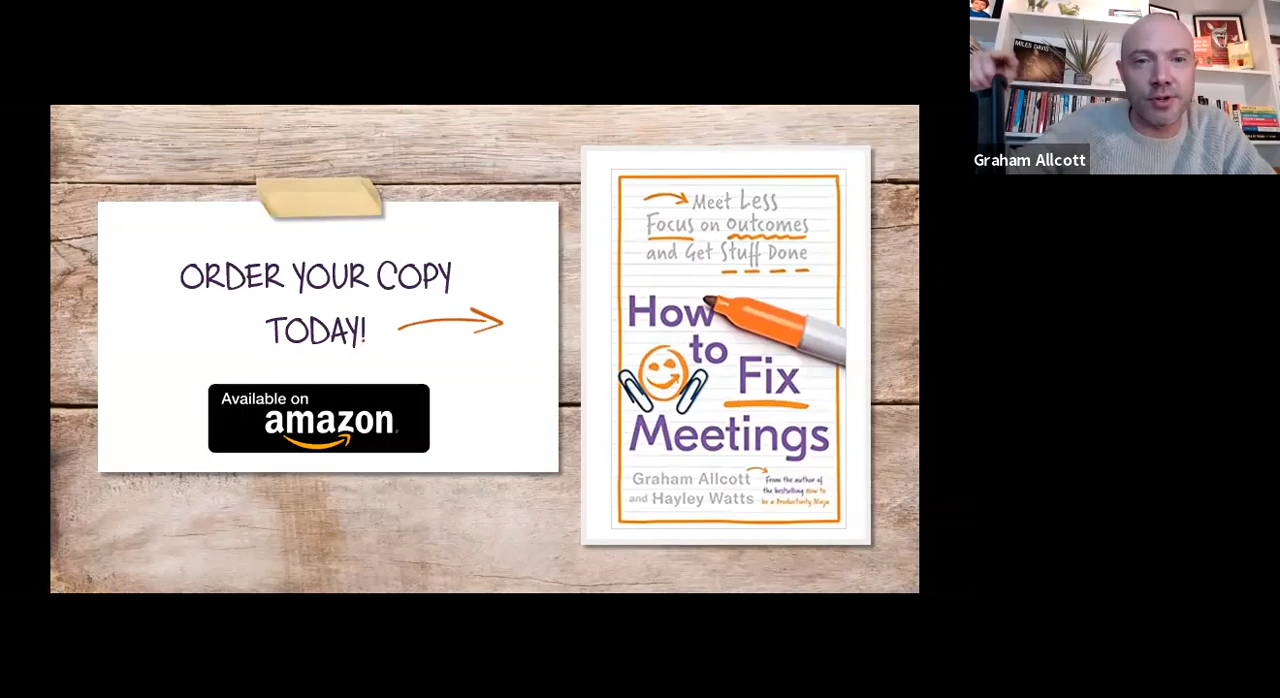 ORDER YOUR COPY
TODAY!
Available on
amazon
Meet Less
Focus on Outcomes
and Get Stuff Done
How
to
Fix
Meetings
Graham Allcott
and Hayley Watts
From the author of
the bestselling How to
be a Productivity Ninja
MILES DAVIS
Graham Allcott